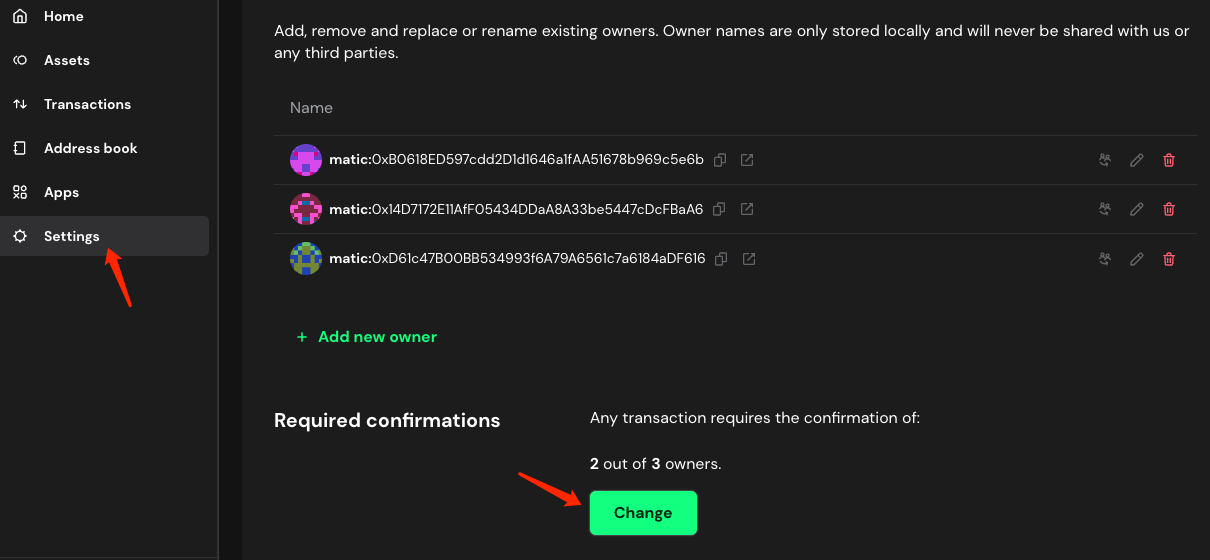 Home
Assets
Transactions
Address book
Apps
Settings
Add, remove and replace or rename existing owners. Owner names are only stored locally and will never be shared with us or
any third parties.
Name
matic:0xB0618ED597cdd2D1d1646a1fAA51678b969c5e6b
matic:0x14D7172E11AfF05434DDaA8A33be5447cDcFBaA6
matic:0xD61c47B00BB534993f6A79A6561c7a6184aDF616
+ Add new owner
Required confirmations
Any transaction requires the confirmation of:
2 out of 3 owners.
Change